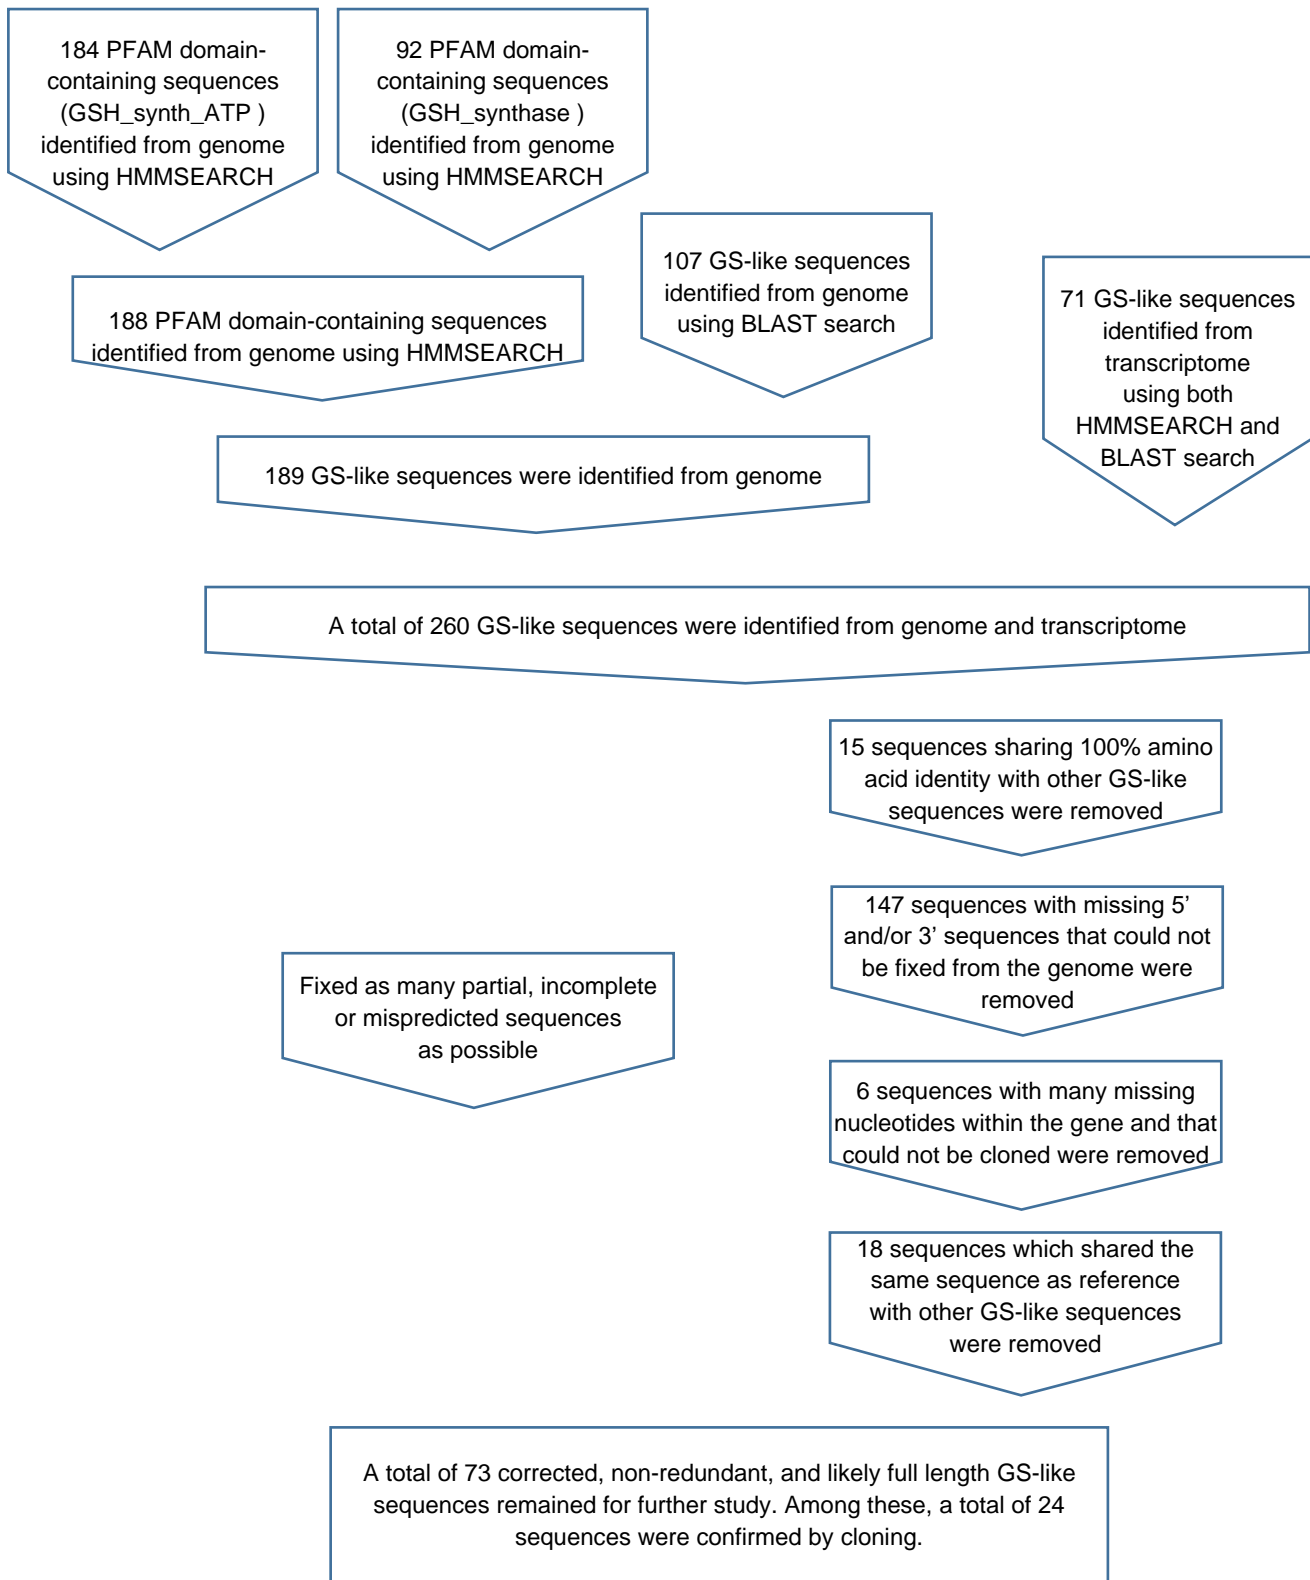 184 PFAM domain-
containing sequences
(GSH_synth_ATP )
identified from genome
using HMMSEARCH
92 PFAM domain-
containing sequences
(GSH_synthase )
identified from genome
using HMMSEARCH
107 GS-like sequences
identified from genome
using BLAST search
71 GS-like sequences
identified from
transcriptome
using both
HMMSEARCH and
BLAST search
188 PFAM domain-containing sequences
identified from genome using HMMSEARCH
189 GS-like sequences were identified from genome
A total of 260 GS-like sequences were identified from genome and transcriptome
15 sequences sharing 100% amino
acid identity with other GS-like
sequences were removed
147 sequences with missing 5’
and/or 3’ sequences that could not
be fixed from the genome were
removed
Fixed as many partial, incomplete
or mispredicted sequences
as possible
6 sequences with many missing
nucleotides within the gene and that
could not be cloned were removed
18 sequences which shared the
same sequence as reference
with other GS-like sequences
were removed
A total of 73 corrected, non-redundant, and likely full length GS-like
sequences remained for further study. Among these, a total of 24
sequences were confirmed by cloning.